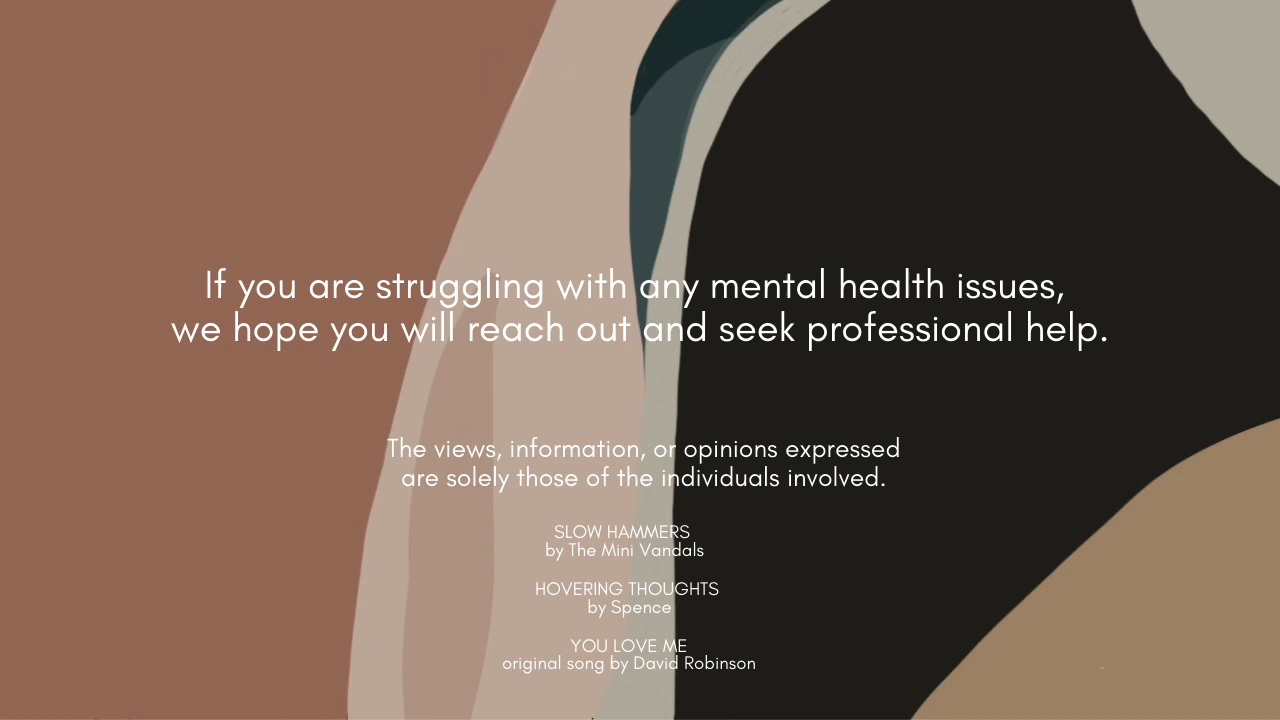 If you are struggling with any mental health issues,
we hope you will reach out and seek professional help.
The views, information, or opinions expressed
are solely those of the individuals involved.
SLOW HAMMERS
by The Mini Vandals
HOVERING THOUGHTS
by Spence
YOU LOVE ME
original song by David Robinson